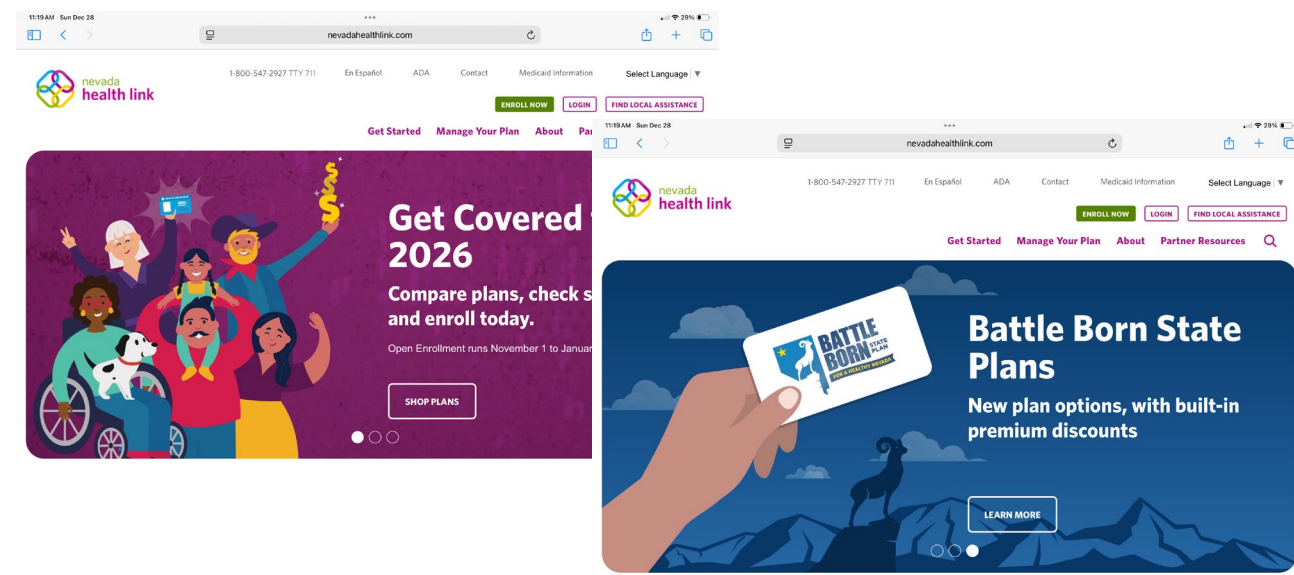 11:19 AM Sun Dec 28
29%
nevadahealthlink.com
1-800-547-2927 TTY 711 En Español ADA Contact Medicaid Information Select Language ▼
nevada
health link
ENROLL NOW LOGIN FIND LOCAL ASSISTANCE
Get Started Manage Your Plan About
Get Covered
2026
Compare plans, check
and enroll today.
Open Enrollment runs November 1 to
SHOP PLANS
11:19 AM Sun Dec 28
29%
nevadahealthlink.com
1-800-547-2927 TTY 711 En Español ADA Contact Medicaid Information Select Language ▼
nevada
health link
ENROLL NOW LOGIN FIND LOCAL ASSISTANCE
Get Started Manage Your Plan About Partner Resources
BATTLE
BORN STATE PLAN
FOR A HEALTHY NEVADA
Battle Born State
Plans
New plan options, with built-in
premium discounts
LEARN MORE